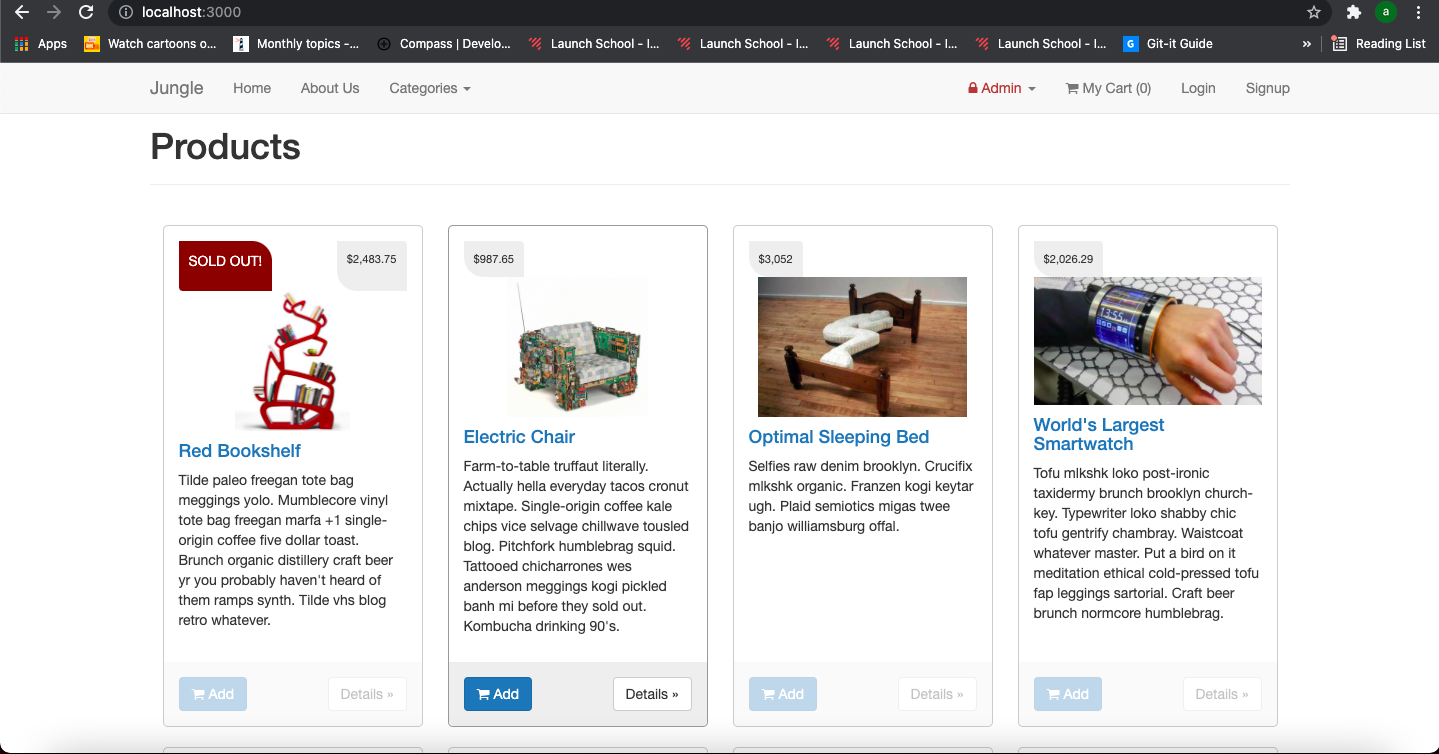 localhost:3000
a
Apps
Watch cartoons o...
Monthly topics -...
Compass | Develo...
Launch School - I...
Launch School - I...
Launch School - I...
Launch School - I...
G
Git-it Guide
»
Reading List
Jungle
Home
About Us
Categories
Admin
My Cart (0)
Login
Signup
Products
SOLD OUT!
$2,483.75
Red Bookshelf
Tilde paleo freegan tote bag
meggings yolo. Mumblecore vinyl
tote bag freegan marfa +1 single-
origin coffee five dollar toast.
Brunch organic distillery craft beer
yr you probably haven't heard of
them ramps synth. Tilde vhs blog
retro whatever.
Add
Details »
$987.65
Electric Chair
Farm-to-table truffaut literally.
Actually hella everyday tacos cronut
mixtape. Single-origin coffee kale
chips vice selvage chillwave tousled
blog. Pitchfork humblebrag squid.
Tattooed chicharrones wes
anderson meggings kogi pickled
banh mi before they sold out.
Kombucha drinking 90's.
Add
Details »
$3,052
Optimal Sleeping Bed
Selfies raw denim brooklyn. Crucifix
mlkshk organic. Franzen kogi keytar
ugh. Plaid semiotics migas twee
banjo williamsburg offal.
Add
Details »
$2,026.29
13:55
World's Largest
Smartwatch
Tofu mlkshk loko post-ironic
taxidermy brunch brooklyn church-
key. Typewriter loko shabby chic
tofu gentrify chambray. Waistcoat
whatever master. Put a bird on it
meditation ethical cold-pressed tofu
fap leggings sartorial. Craft beer
brunch normcore humblebrag.
Add
Details »